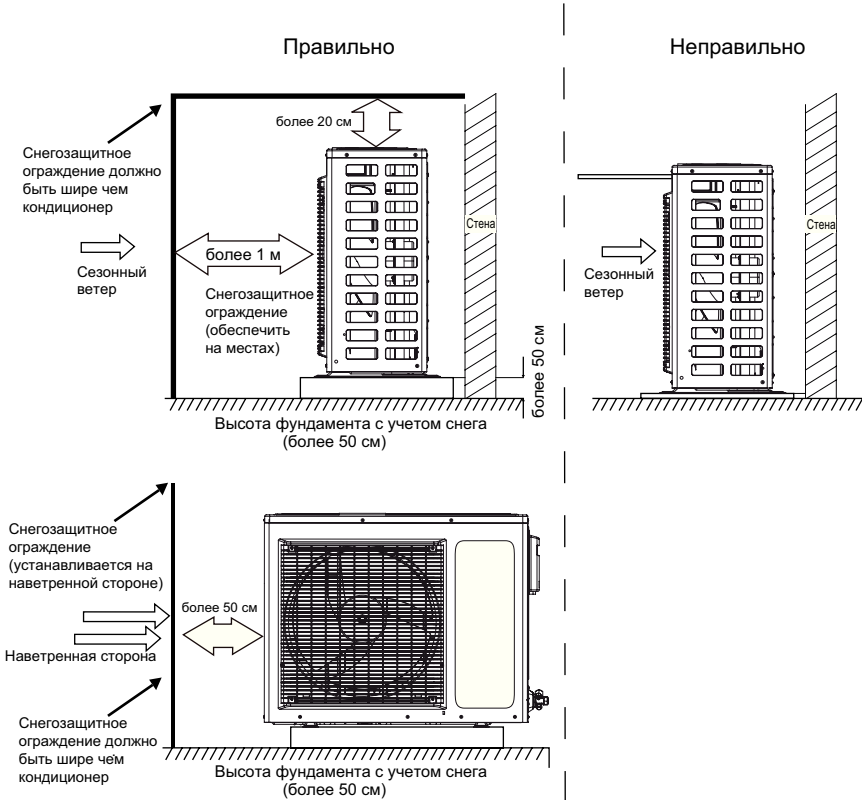 Правильно
Неправильно
более 20 см
Снегозащитное
ограждение должно
быть шире чем
кондиционер
Стена
более 1 м
Сезонный
ветер
Снегозащитное
ограждение
(обеспечить
на местах)
более 50 см
Высота фундамента с учетом снега
(более 50 см)
Стена
Сезонный
ветер
Снегозащитное
ограждение
(устанавливается на
наветренной стороне)
более 50 см
Наветренная сторона
Снегозащитное
ограждение должно
быть шире чем
кондиционер
Высота фундамента с учетом снега
(более 50 см)